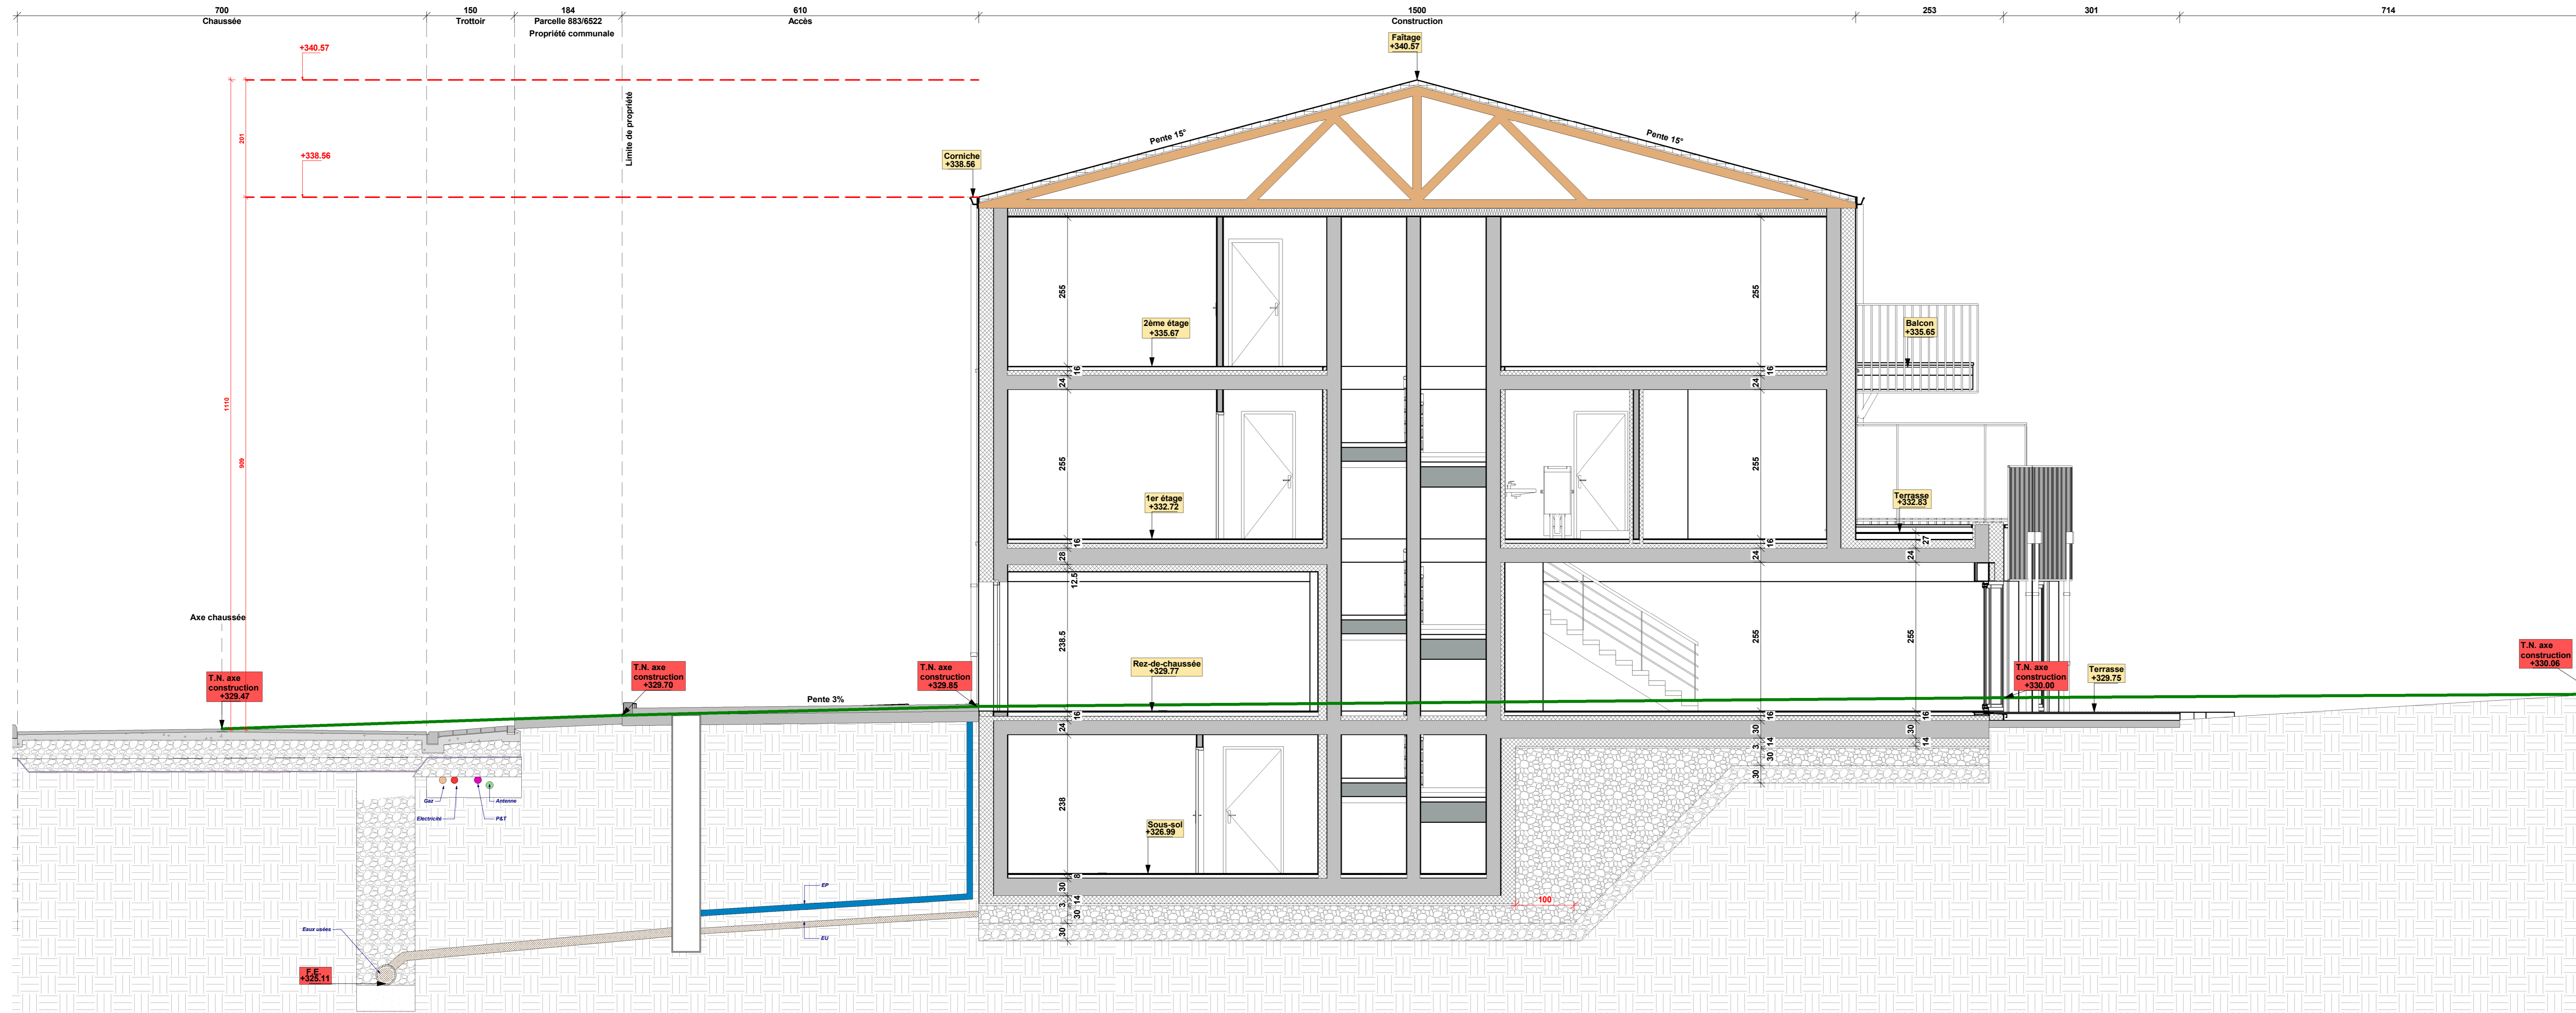 700
Chaussée
150
Trottoir
184
Parcelle 883/6522
Propriété communale
610
Accès
1500
Construction
253
301
714
+340.57
+338.56
201
1110
909
Limite de propriété
Faîtage
+340.57
Pente 15°
Pente 15°
Corniche
+338.56
255
255
2ème étage
+335.67
Balcon
+335.65
16
24
16
24
255
255
1er étage
+332.72
Terrasse
+332.83
16
28
12.5
16
24
27
24
238.5
255
255
Axe chaussée
T.N. axe
construction
+329.47
T.N. axe
construction
+329.70
Pente 3%
T.N. axe
construction
+329.85
Rez-de-chaussée
+329.77
T.N. axe
construction
+330.00
Terrasse
+329.75
T.N. axe
construction
+330.06
16
24
16
30
14
3
30
30
16
30
14
Gaz
Electricité
P&T
Antenne
238
Sous-sol
+326.99
8
30
14
3
30
30
100
EP
EU
Eaux usées
F.E.
+325.11